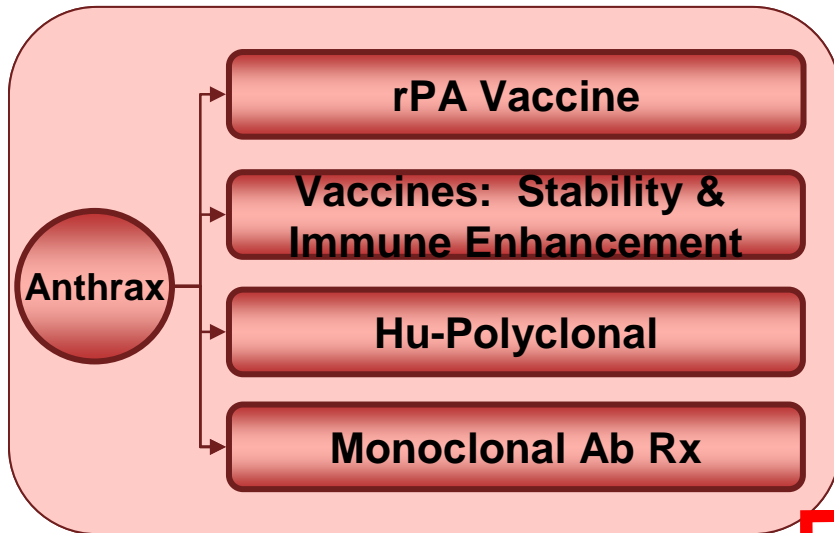 rPA Vaccine
Vaccines: Stability &
Immune Enhancement
Anthrax
Hu-Polyclonal
Monoclonal Ab Rx